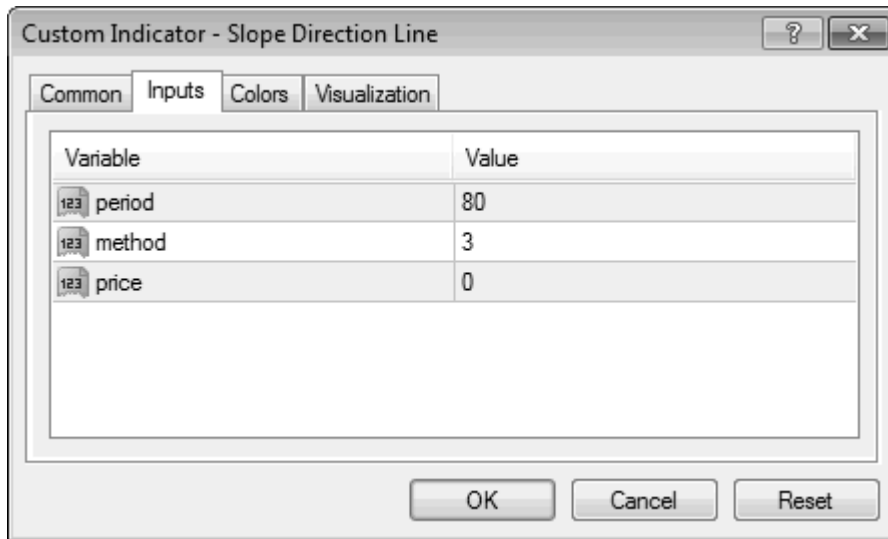 Custom Indicator - Slope Direction Line
?
Common Inputs Colors Visualization
Variable Value
123 period 80
123 method 3
123 price 0
OK Cancel Reset